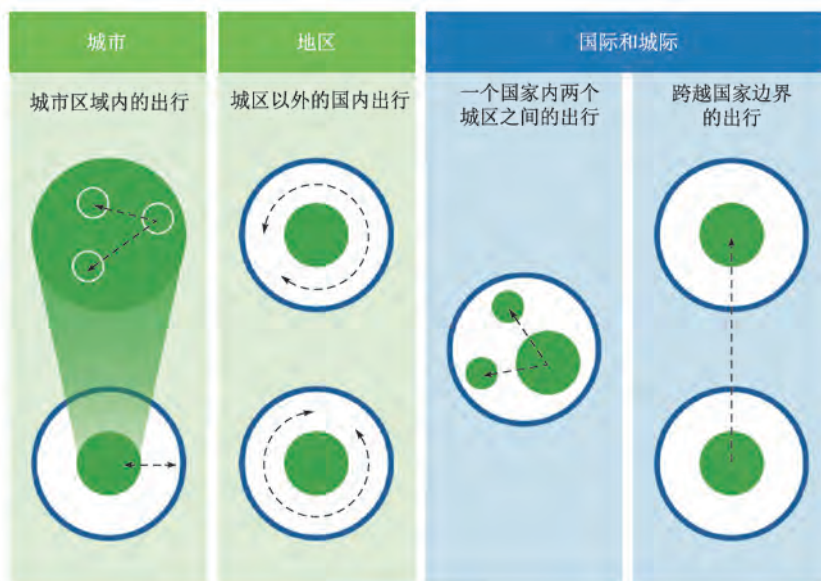 城市
地区
国际和城际
城市区域内的出行
城区以外的国内出行
一个国家内两个
城区之间的出行
跨越国家边界
的出行